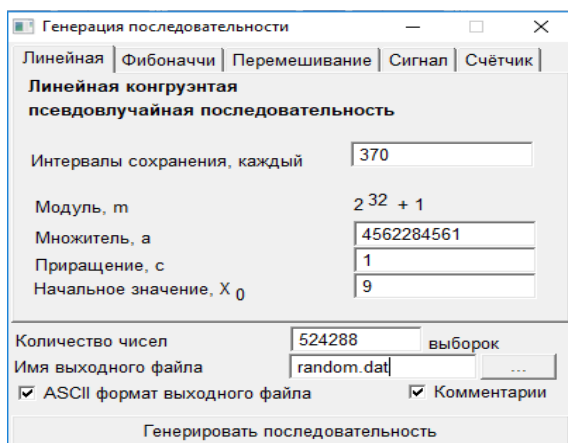 Генерация последовательности
Линейная Фибоначчи Перемешивание Сигнал Счётчик
Линейная конгруэнтая
псевдовлучайная последовательность
Интервалы сохранения, каждый 370
Модуль, m 2 32 + 1
Множитель, a 4562284561
Приращение, c 1
Начальное значение, X 0 9
Количество чисел 524288 выборок
Имя выходного файла random.dat ...
ASCII формат выходного файла Комментарии
Генерировать последовательность